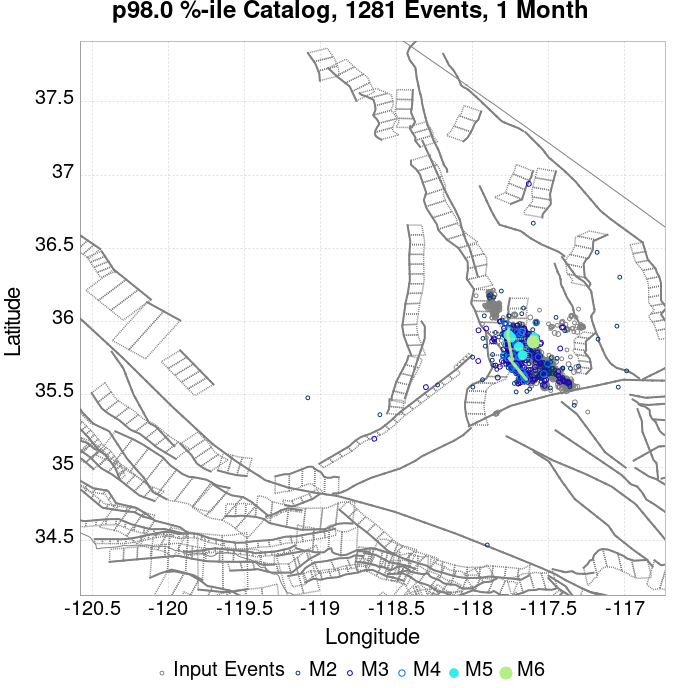 p98.0 %-ile Catalog, 1281 Events, 1 Month
37.5
37
36.5
36
35.5
35
34.5
Latitude
-120.5 -120 -119.5 -119 -118.5 -118 -117.5 -117
Longitude
Input Events M2 M3 M4 M5 M6